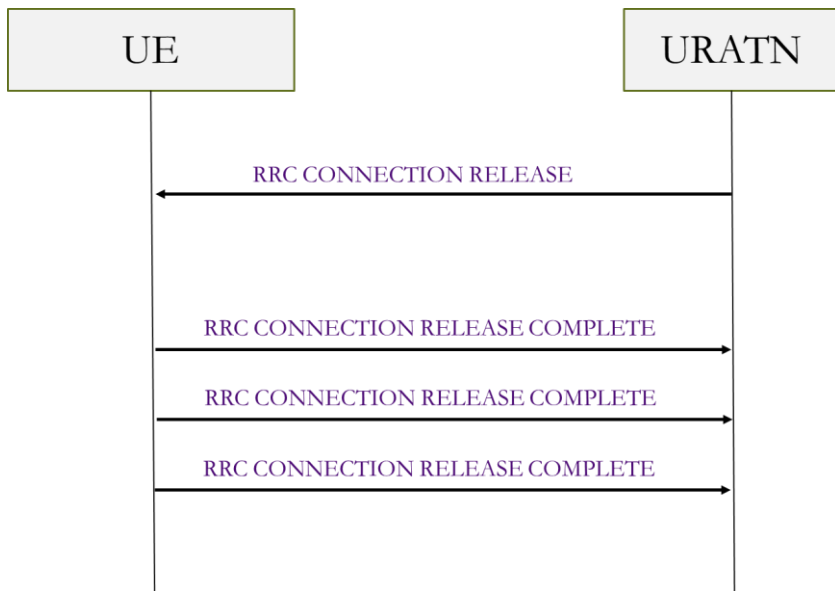 UE
URATN
RRC CONNECTION RELEASE
RRC CONNECTION RELEASE COMPLETE
RRC CONNECTION RELEASE COMPLETE
RRC CONNECTION RELEASE COMPLETE